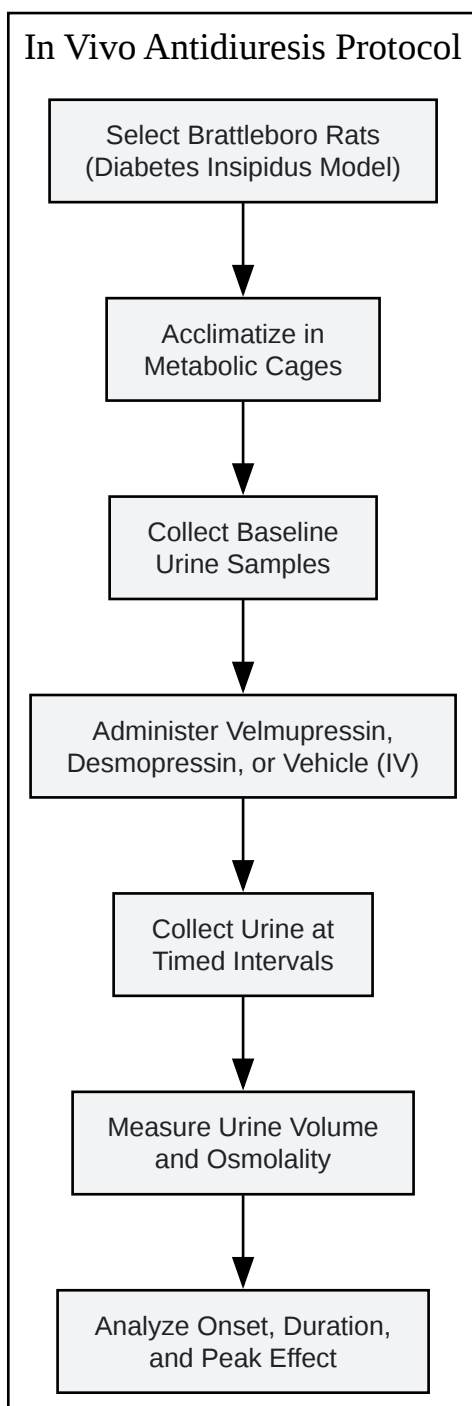 In Vivo Antidiuresis Protocol
Select Brattleboro Rats
(Diabetes Insipidus Model)
Acclimatize in
Metabolic Cages
Collect Baseline
Urine Samples
Administer Velmupressin,
Desmopressin, or Vehicle (IV)
Collect Urine at
Timed Intervals
Measure Urine Volume
and Osmolality
Analyze Onset, Duration,
and Peak Effect